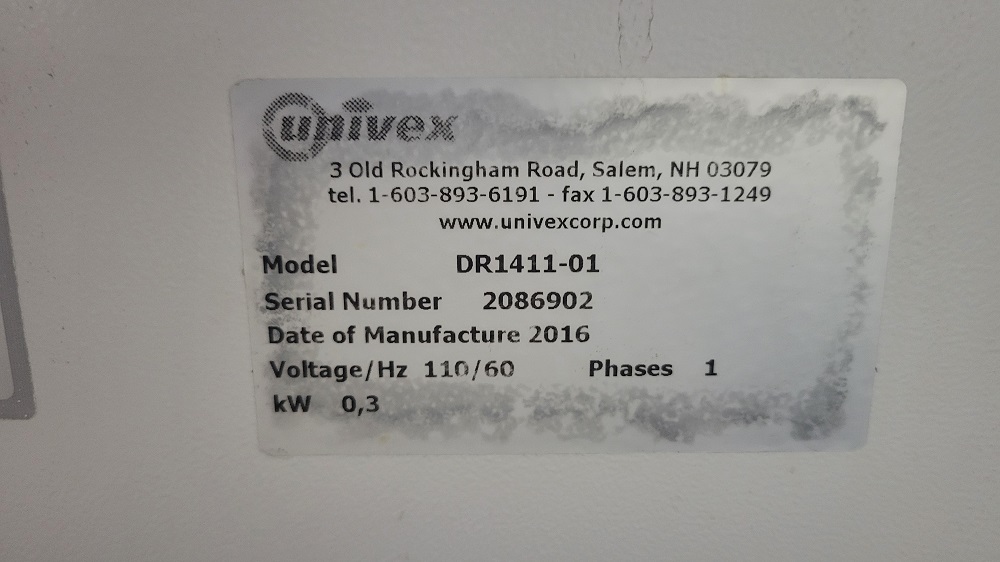 univex
3 Old Rockingham Road, Salem, NH 03079
tel. 1-603-893-6191 - fax 1-603-893-1249
www.univexcorp.com
Model DR1411-01
Serial Number 2086902
Date of Manufacture 2016
Voltage/Hz 110/60 Phases 1
kW 0,3